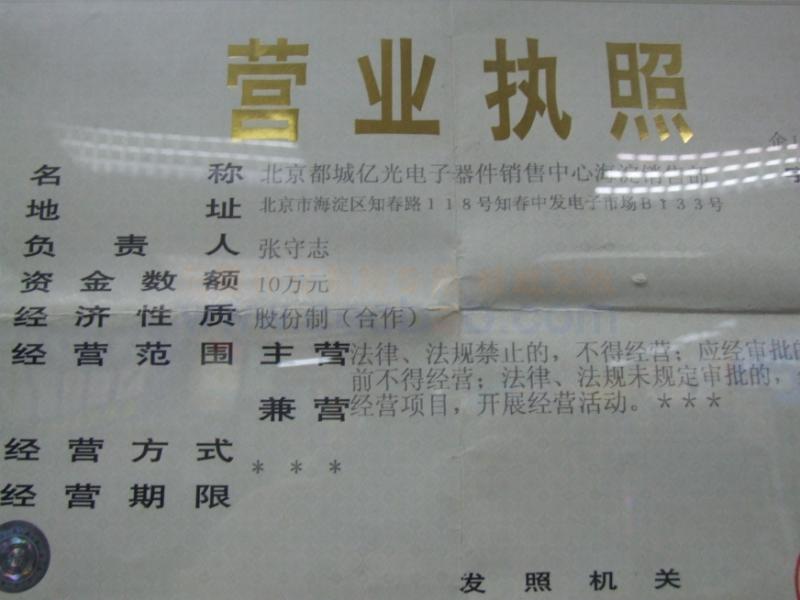 营业执照
企
名称 北京都城亿光电子器件销售中心海淀销售部
地址 北京市海淀区知春路118号知春中发电子市场B133号
负责人 张守志
资金数额 10万元
经济性质 股份制（合作）
经营范围 主营 法律、法规禁止的，不得经营；应经审批的
前不得经营；法律、法规未规定审批的，
兼营 经营项目，开展经营活动。＊＊＊
经营方式 ＊＊＊
经营期限
发照机关